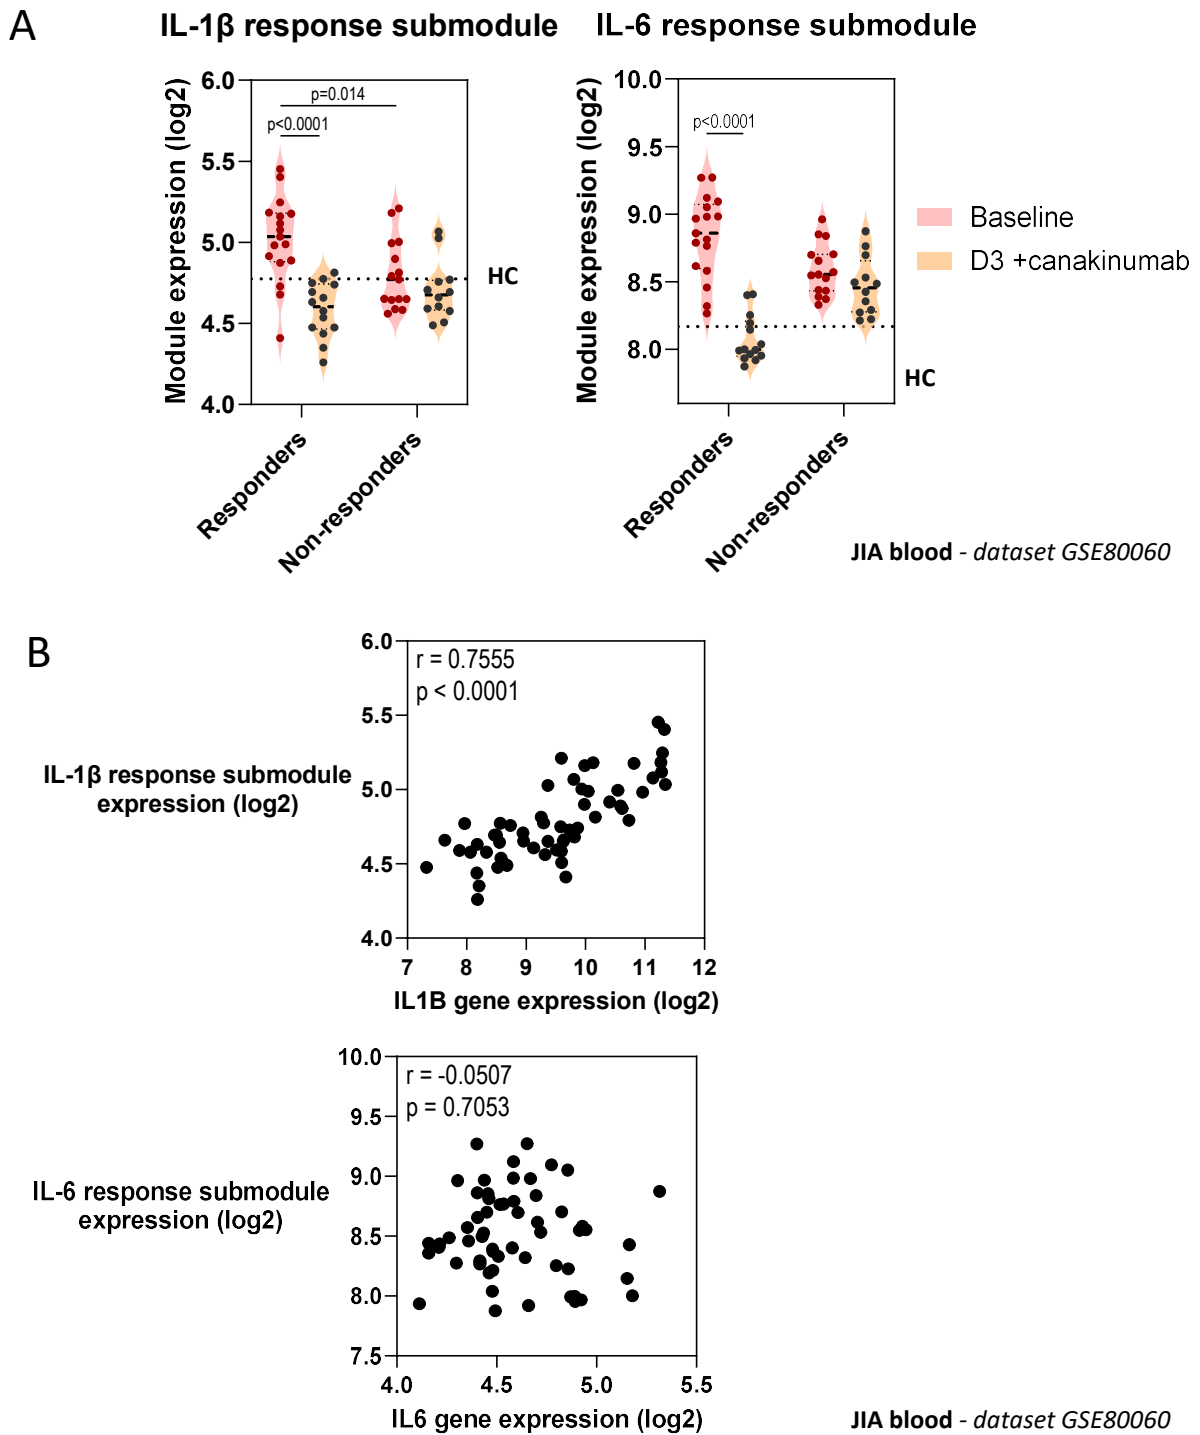 A
IL-1β response submodule
IL-6 response submodule
Module expression (log2)
6.0
5.5
5.0
4.5
4.0
p=0.014
p<0.0001
HC
Responders
Non-responders
Module expression (log2)
10.0
9.5
9.0
8.5
8.0
p<0.0001
HC
Responders
Non-responders
Baseline
D3 +canakinumab
JIA blood - dataset GSE80060
B
IL-1β response submodule
expression (log2)
6.0
5.5
5.0
4.5
4.0
r = 0.7555
p < 0.0001
7 8 9 10 11 12
IL1B gene expression (log2)
IL-6 response submodule
expression (log2)
10.0
9.5
9.0
8.5
8.0
7.5
r = -0.0507
p = 0.7053
4.0 4.5 5.0 5.5
IL6 gene expression (log2)
JIA blood - dataset GSE80060